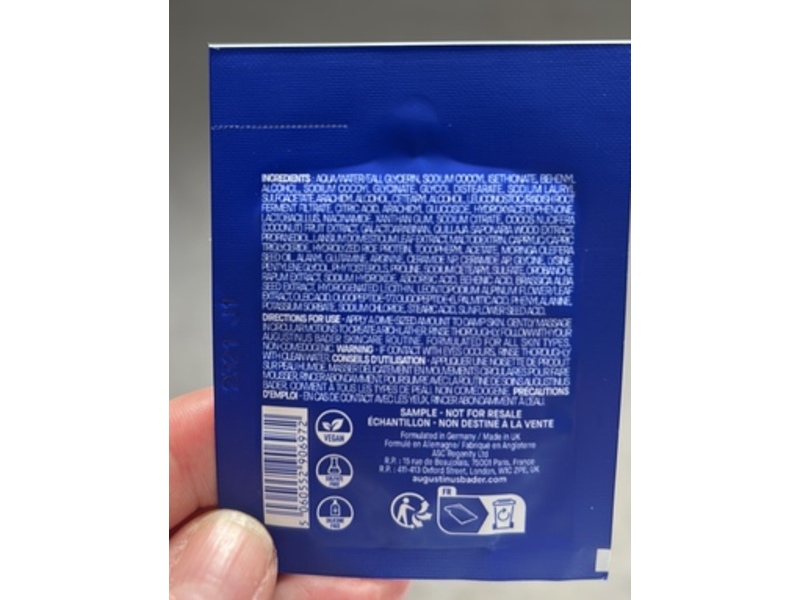 INGREDIENTS : AQUA/WATER/EAU, GLYCERIN, SODIUM COCOYL ISETHIONATE, BEHENYL
ALCOHOL, SODIUM COCOYL GLYCINATE, GLYCOL DISTEARATE, SODIUM LAURYL
SULFOACETATE, ARACHIDYL ALCOHOL, CETEARYL ALCOHOL, LEUCONOSTOC/RADISH ROOT
FERMENT FILTRATE, CITRIC ACID, ARACHIDYL GLUCOSIDE, HYDROXYACETOPHENONE,
LACTOBACILLUS, NIACINAMIDE, XANTHAN GUM, SODIUM CITRATE, COCOS NUCIFERA
(COCONUT) FRUIT EXTRACT, GALACTOARABINAN, QUILLAJA SAPONARIA WOOD EXTRACT,
PROPANEDIOL, LANSIUM DOMESTICUM LEAF EXTRACT, MALTODEXTRIN, CAPRYLIC/CAPRIC
TRIGLYCERIDE, HYDROLYZED RICE PROTEIN, TOCOPHERYL ACETATE, MORINGA OLEIFERA
SEED OIL, ALANYL GLUTAMINE, ARGININE, CERAMIDE NP, CERAMIDE AP, GLYCINE, LYSINE,
PENTYLENE GLYCOL, PHYTOSTEROLS, PROLINE, SODIUM CETEARYL SULFATE, OROBANCHE
RAPUM EXTRACT, SODIUM HYDROXIDE, ASCORBIC ACID, BEHENIC ACID, BRASSICA ALBA
SEED EXTRACT, HYDROGENATED LECITHIN, LEONTOPODIUM ALPINUM FLOWER/LEAF
EXTRACT, OLEIC ACID, OLIGOPEPTIDE-177, OLIGOPEPTIDE-6, PALMITIC ACID, PHENYLALANINE,
POTASSIUM SORBATE, SODIUM CHLORIDE, STEARIC ACID, SUNFLOWER SEED ACID.
DIRECTIONS FOR USE - APPLY A DIME-SIZED AMOUNT TO DAMP SKIN. GENTLY MASSAGE
IN CIRCULAR MOTIONS TO CREATE A RICH LATHER. RINSE THOROUGHLY. FOLLOW WITH YOUR
AUGUSTINUS BADER SKINCARE ROUTINE. FORMULATED FOR ALL SKIN TYPES,
NON-COMEDOGENIC. WARNING - IF CONTACT WITH EYES OCCURS, RINSE THOROUGHLY
WITH CLEAN WATER. CONSEILS D'UTILISATION - APPLIQUER UNE NOISETTE DE PRODUIT
SUR PEAU HUMIDE. MASSER DÉLICATEMENT EN MOUVEMENTS CIRCULAIRES POUR FAIRE
MOUSSER. RINCER ABONDAMMENT. POURSUIVRE AVEC LA ROUTINE DE SOINS AUGUSTINUS
BADER. CONVIENT À TOUS LES TYPES DE PEAU, NON COMÉDOGÈNE. PRÉCAUTIONS
D'EMPLOI - EN CAS DE CONTACT AVEC LES YEUX, RINCER ABONDAMMENT À L'EAU.
SAMPLE - NOT FOR RESALE
ÉCHANTILLON - NON DESTINÉ À LA VENTE
Formulated in Germany / Made in UK
Formulé en Allemagne/ Fabriqué en Angleterre
ASC Regenity Ltd
R.P. : 15 rue de Beaujolais, 75001 Paris, France
R.P. : 411-413 Oxford Street, London, W1C 2PE, UK
augustinusbader.com
VEGAN
SULFATE
FREE
SILICONE
FREE
FR
5 060552 906972